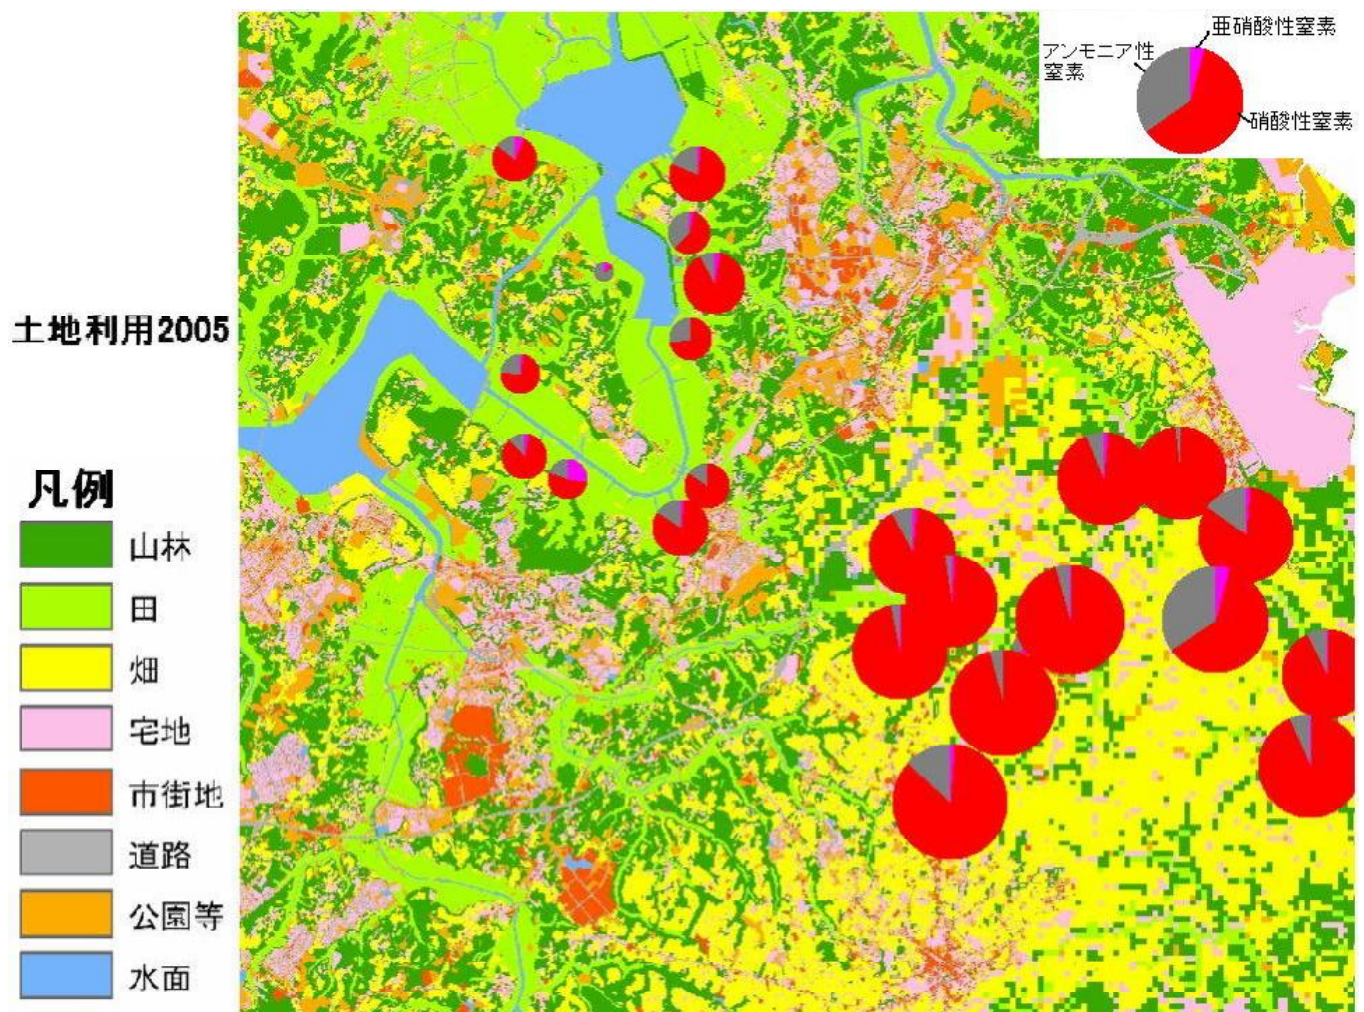 亜硝酸性窒素
アンモニア性
窒素
硝酸性窒素
土地利用2005
凡例
山林
田
畑
宅地
市街地
道路
公園等
水面